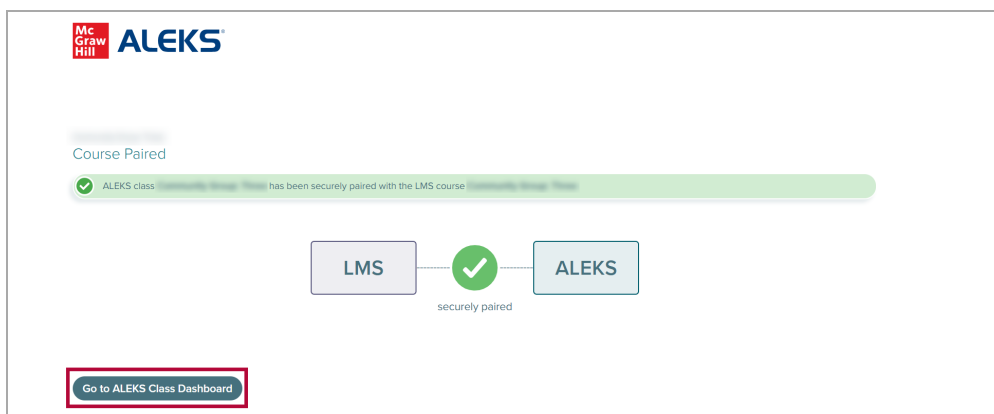 Mc
Graw
Hill
ALEKS®
Course Paired
ALEKS class has been securely paired with the LMS course
LMS
ALEKS
securely paired
Go to ALEKS Class Dashboard